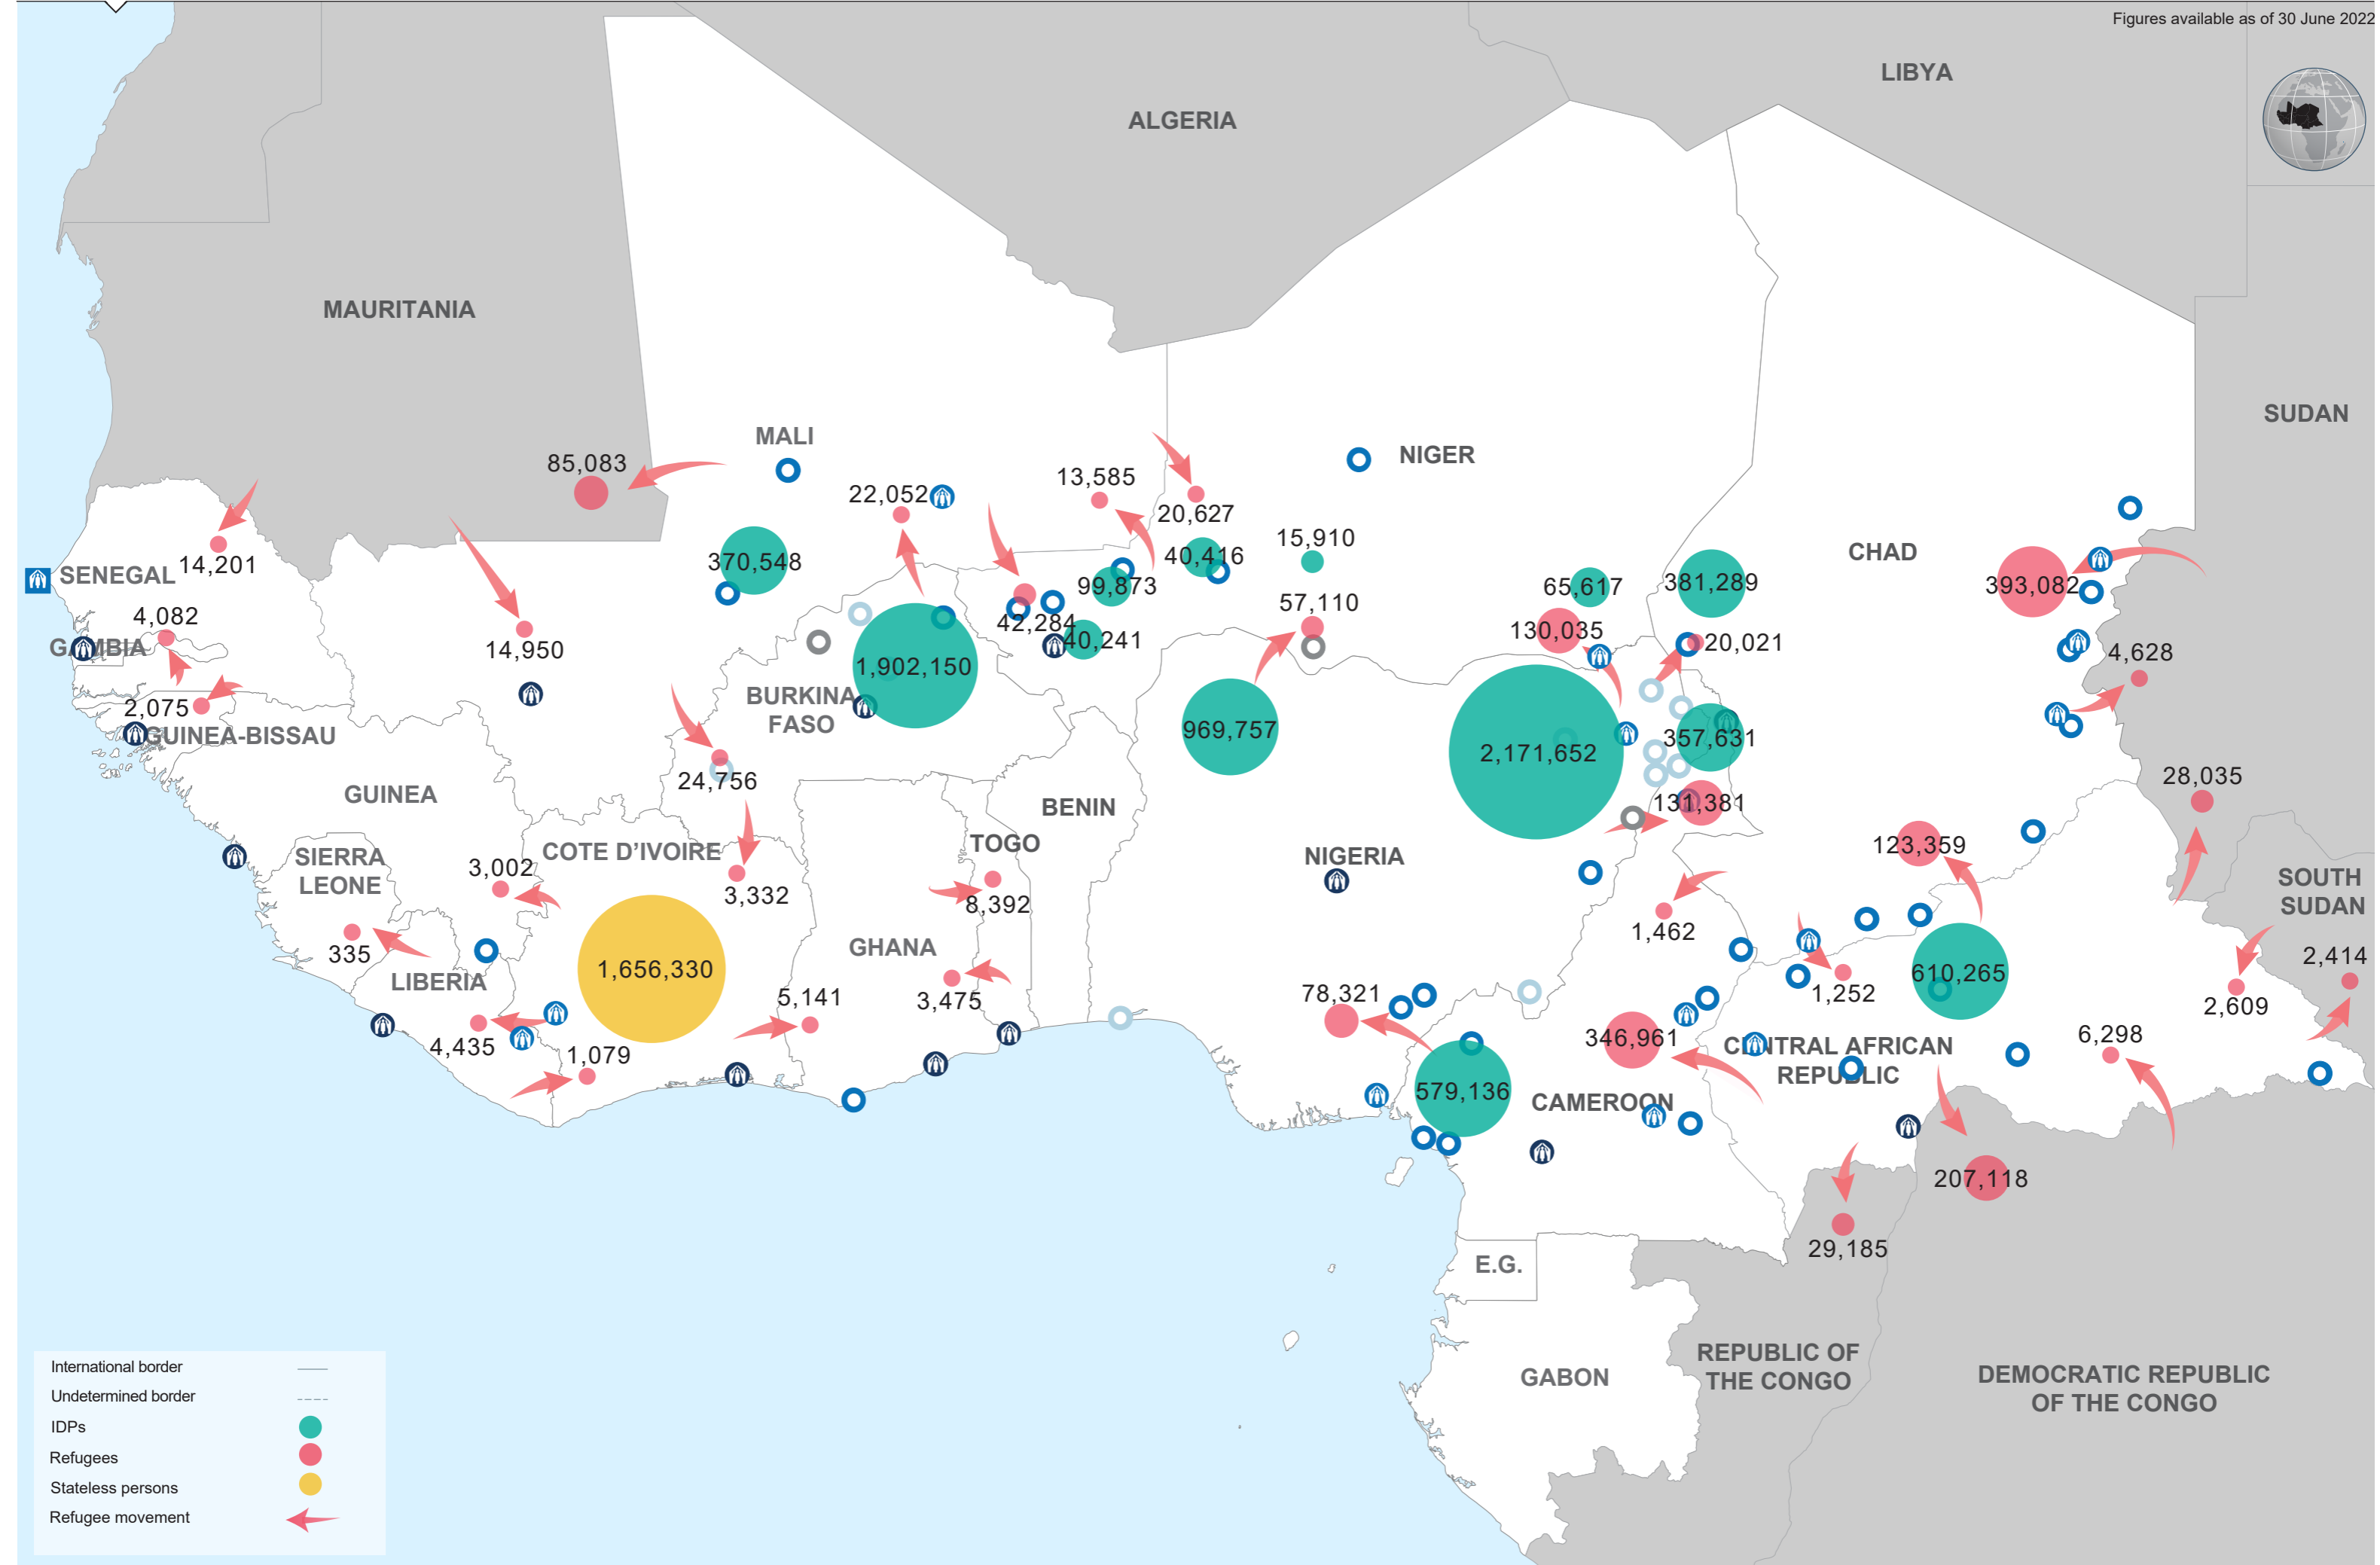 Figures available as of 30 June 2022
LIBYA
ALGERIA
MAURITANIA
SUDAN
MALI
NIGER
85,083
13,585
22,052
20,627
15,910
CHAD
SENEGAL
14,201
370,548
99,873
40,416
65,617
381,289
393,082
4,082
57,110
42,284
130,035
GAMBIA
14,950
40,241
20,021
4,628
1,902,150
BURKINA
FASO
2,075
GUINEA-BISSAU
969,757
2,171,652
357,631
24,756
28,035
GUINEA
BENIN
131,381
TOGO
COTE D'IVOIRE
SIERRA
LEONE
NIGERIA
123,359
3,002
SOUTH
SUDAN
3,332
8,392
1,462
335
GHANA
2,414
1,656,330
610,265
LIBERIA
5,141
3,475
78,321
1,252
2,609
4,435
1,079
346,961
6,298
CENTRAL AFRICAN
REPUBLIC
579,136
CAMEROON
207,118
29,185
E.G.
REPUBLIC OF
THE CONGO
GABON
DEMOCRATIC REPUBLIC
OF THE CONGO
International border
Undetermined border
IDPs
Refugees
Stateless persons
Refugee movement